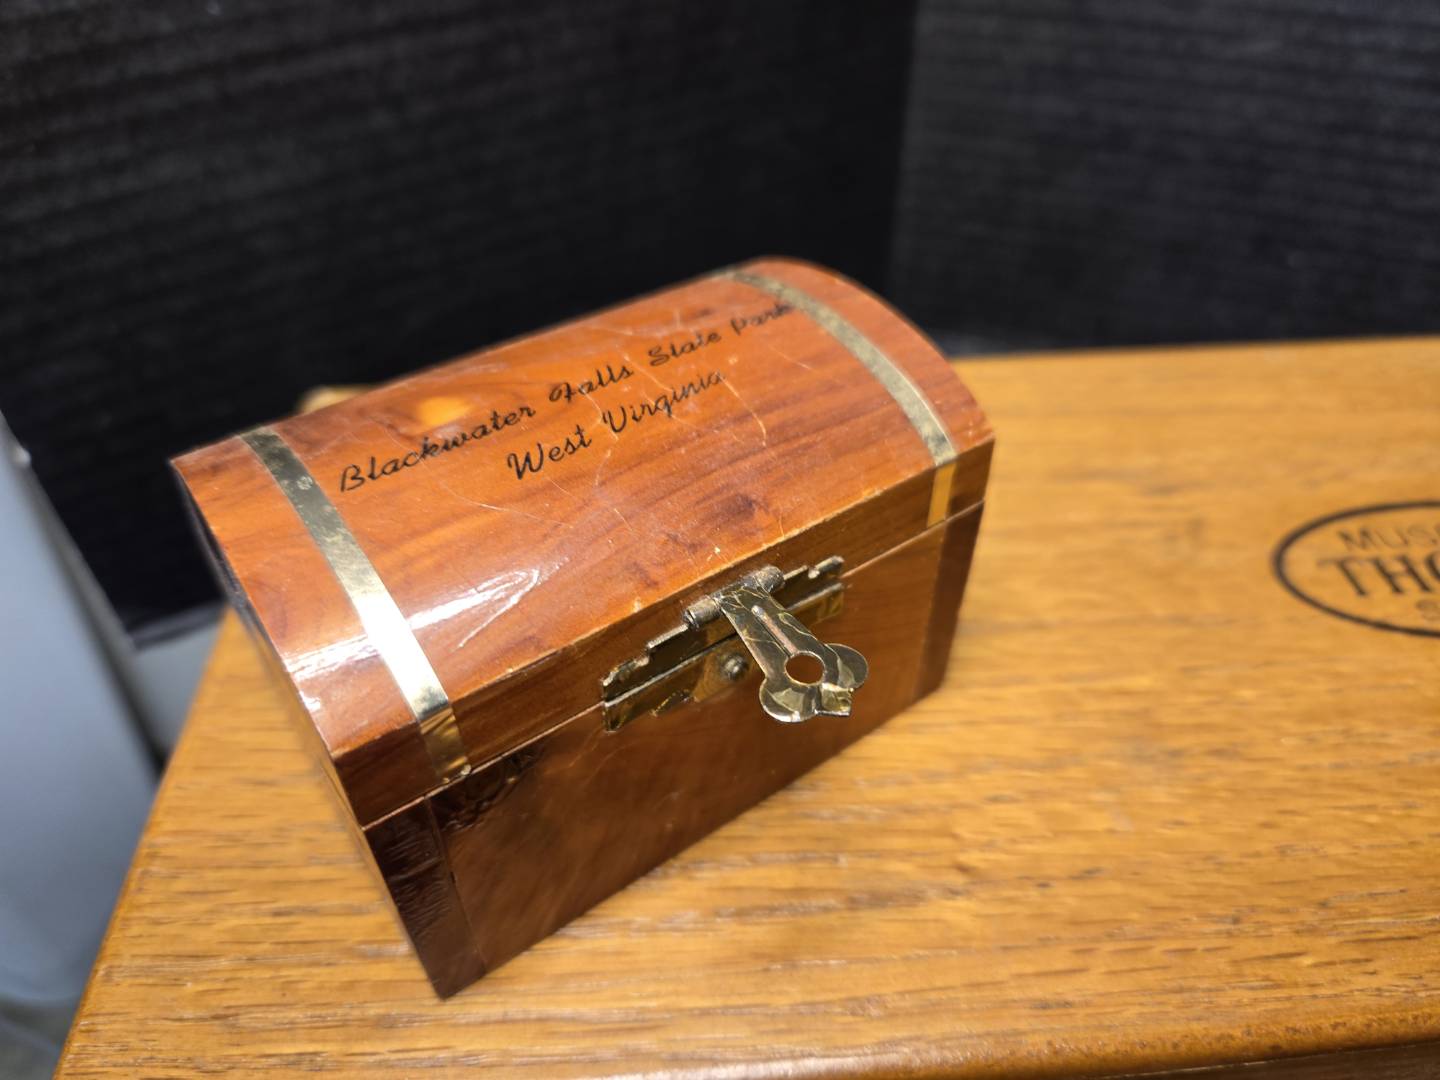 Blackwater Falls State Park
West Virginia